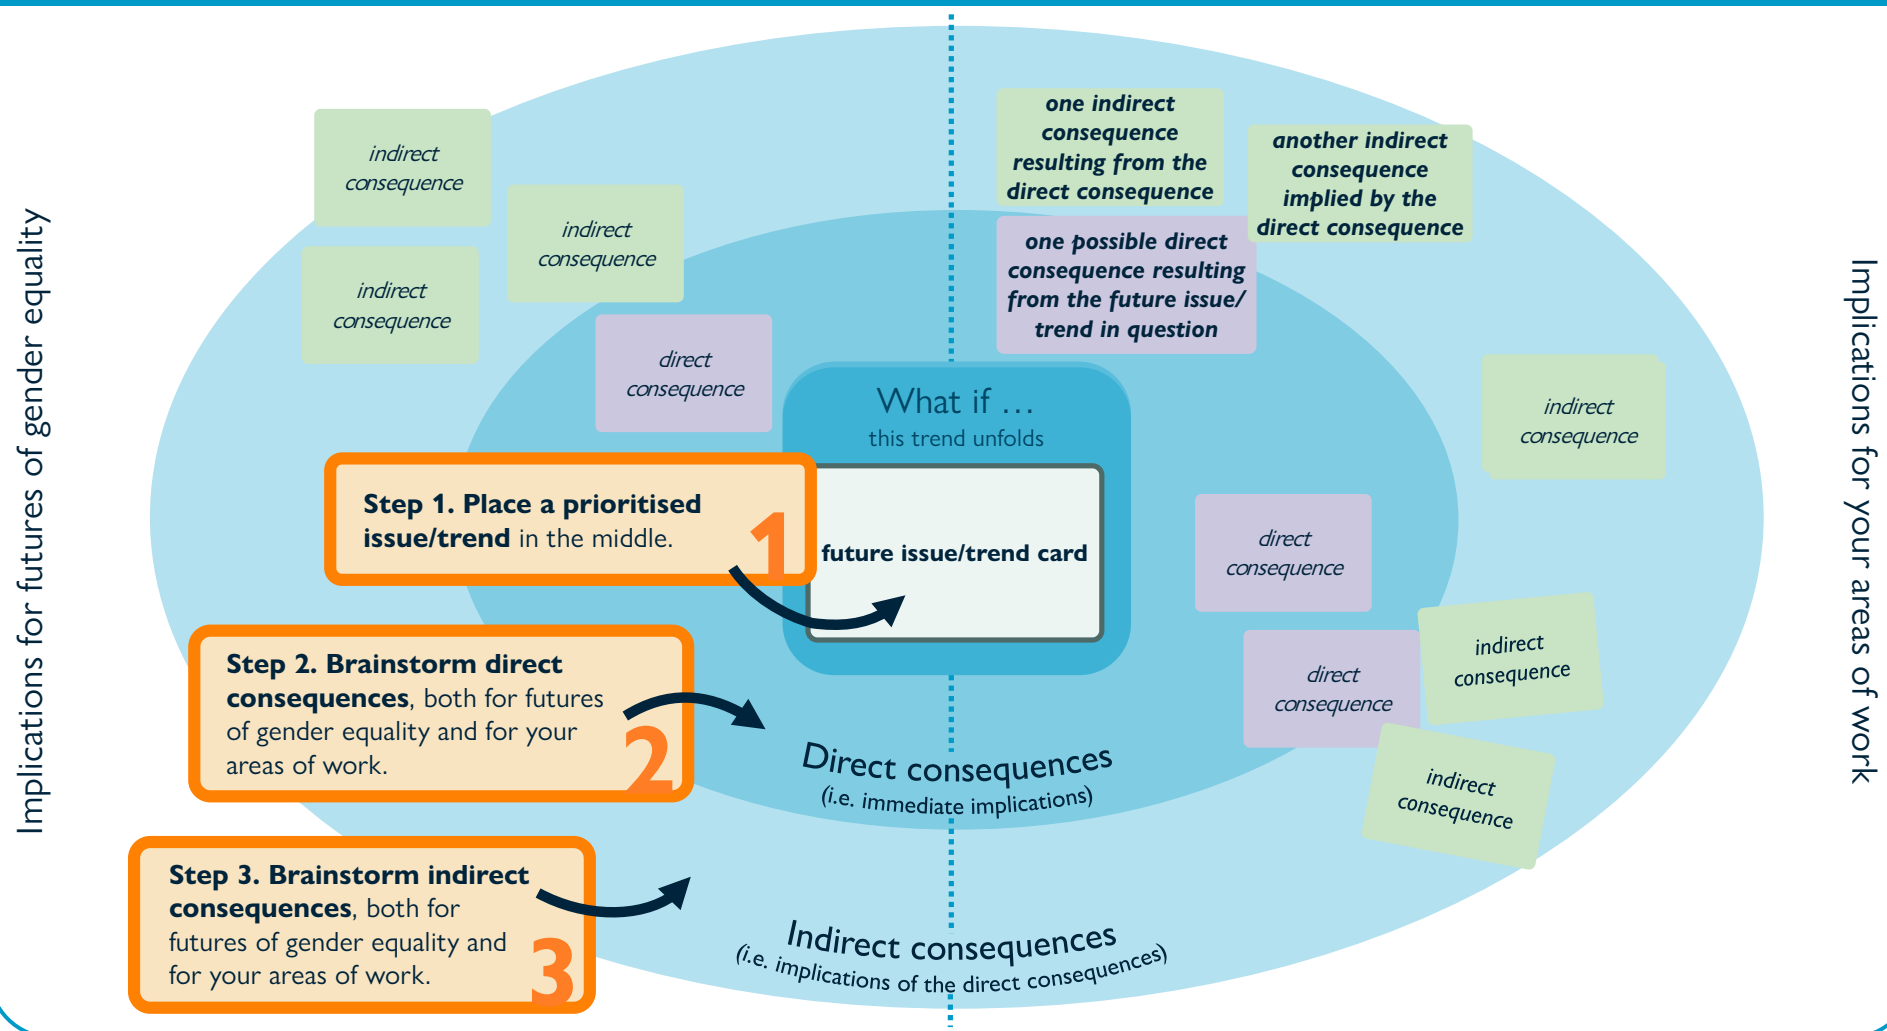 Implications for futures of gender equality
indirect
consequence
indirect
consequence
indirect
consequence
direct
consequence
one indirect
consequence
resulting from the
direct consequence
another indirect
consequence
implied by the
direct consequence
one possible direct
consequence resulting
from the future issue/
trend in question
What if ...
this trend unfolds
future issue/trend card
Step 1. Place a prioritised
issue/trend in the middle.
1
Step 2. Brainstorm direct
consequences, both for futures
of gender equality and for your
areas of work.
2
Step 3. Brainstorm indirect
consequences, both for
futures of gender equality and
for your areas of work.
3
indirect
consequence
direct
consequence
direct
consequence
indirect
consequence
indirect
consequence
Direct consequences
(i.e. immediate implications)
Indirect consequences
(i.e. implications of the direct consequences)
Implications for your areas of work